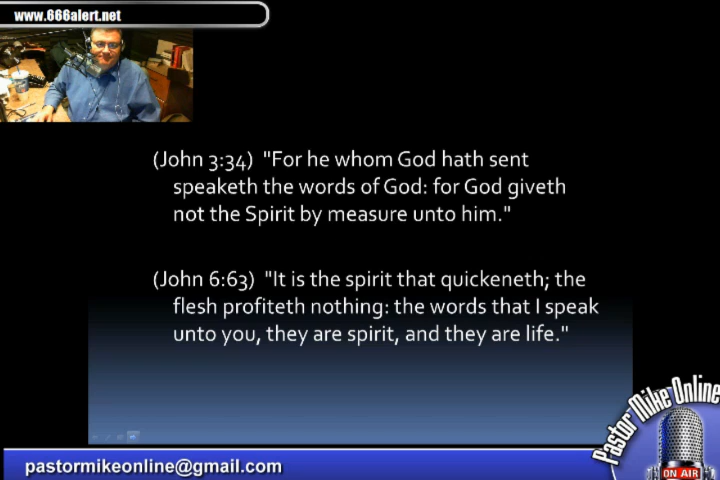 www.666alert.net
(John 3:34) "For he whom God hath sent
speaketh the words of God: for God giveth
not the Spirit by measure unto him."
(John 6:63) "It is the spirit that quickeneth; the
flesh profiteth nothing: the words that I speak
unto you, they are spirit, and they are life."
Pastor Mike Online
ON AIR
pastormikeonline@gmail.com